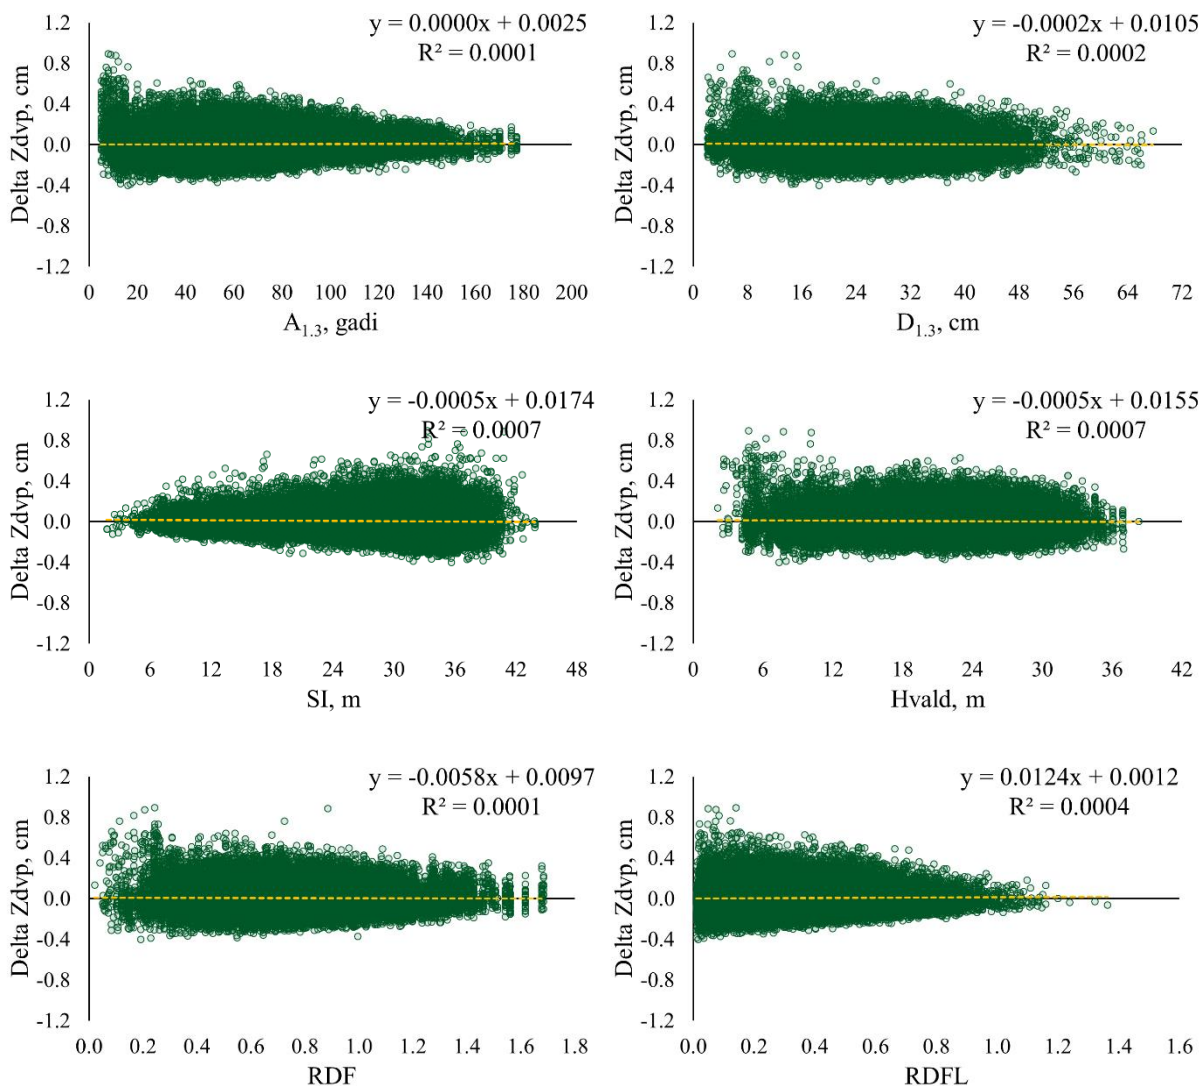 y = 0.0000x + 0.0025
R² = 0.0001
1.2
0.8
0.4
0.0
-0.4
-0.8
-1.2
Delta Zdvp, cm
0 20 40 60 80 100 120 140 160 180 200
A1.3, gadi
y = -0.0002x + 0.0105
R² = 0.0002
1.2
0.8
0.4
0.0
-0.4
-0.8
-1.2
Delta Zdvp, cm
0 8 16 24 32 40 48 56 64 72
D1.3, cm
y = -0.0005x + 0.0174
R² = 0.0007
1.2
0.8
0.4
0.0
-0.4
-0.8
-1.2
Delta Zdvp, cm
0 6 12 18 24 30 36 42 48
SI, m
y = -0.0005x + 0.0155
R² = 0.0007
1.2
0.8
0.4
0.0
-0.4
-0.8
-1.2
Delta Zdvp, cm
0 6 12 18 24 30 36 42
Hvald, m
y = -0.0058x + 0.0097
R² = 0.0001
1.2
0.8
0.4
0.0
-0.4
-0.8
-1.2
Delta Zdvp, cm
0.0 0.2 0.4 0.6 0.8 1.0 1.2 1.4 1.6 1.8
RDF
y = 0.0124x + 0.0012
R² = 0.0004
1.2
0.8
0.4
0.0
-0.4
-0.8
-1.2
Delta Zdvp, cm
0.0 0.2 0.4 0.6 0.8 1.0 1.2 1.4 1.6
RDFL